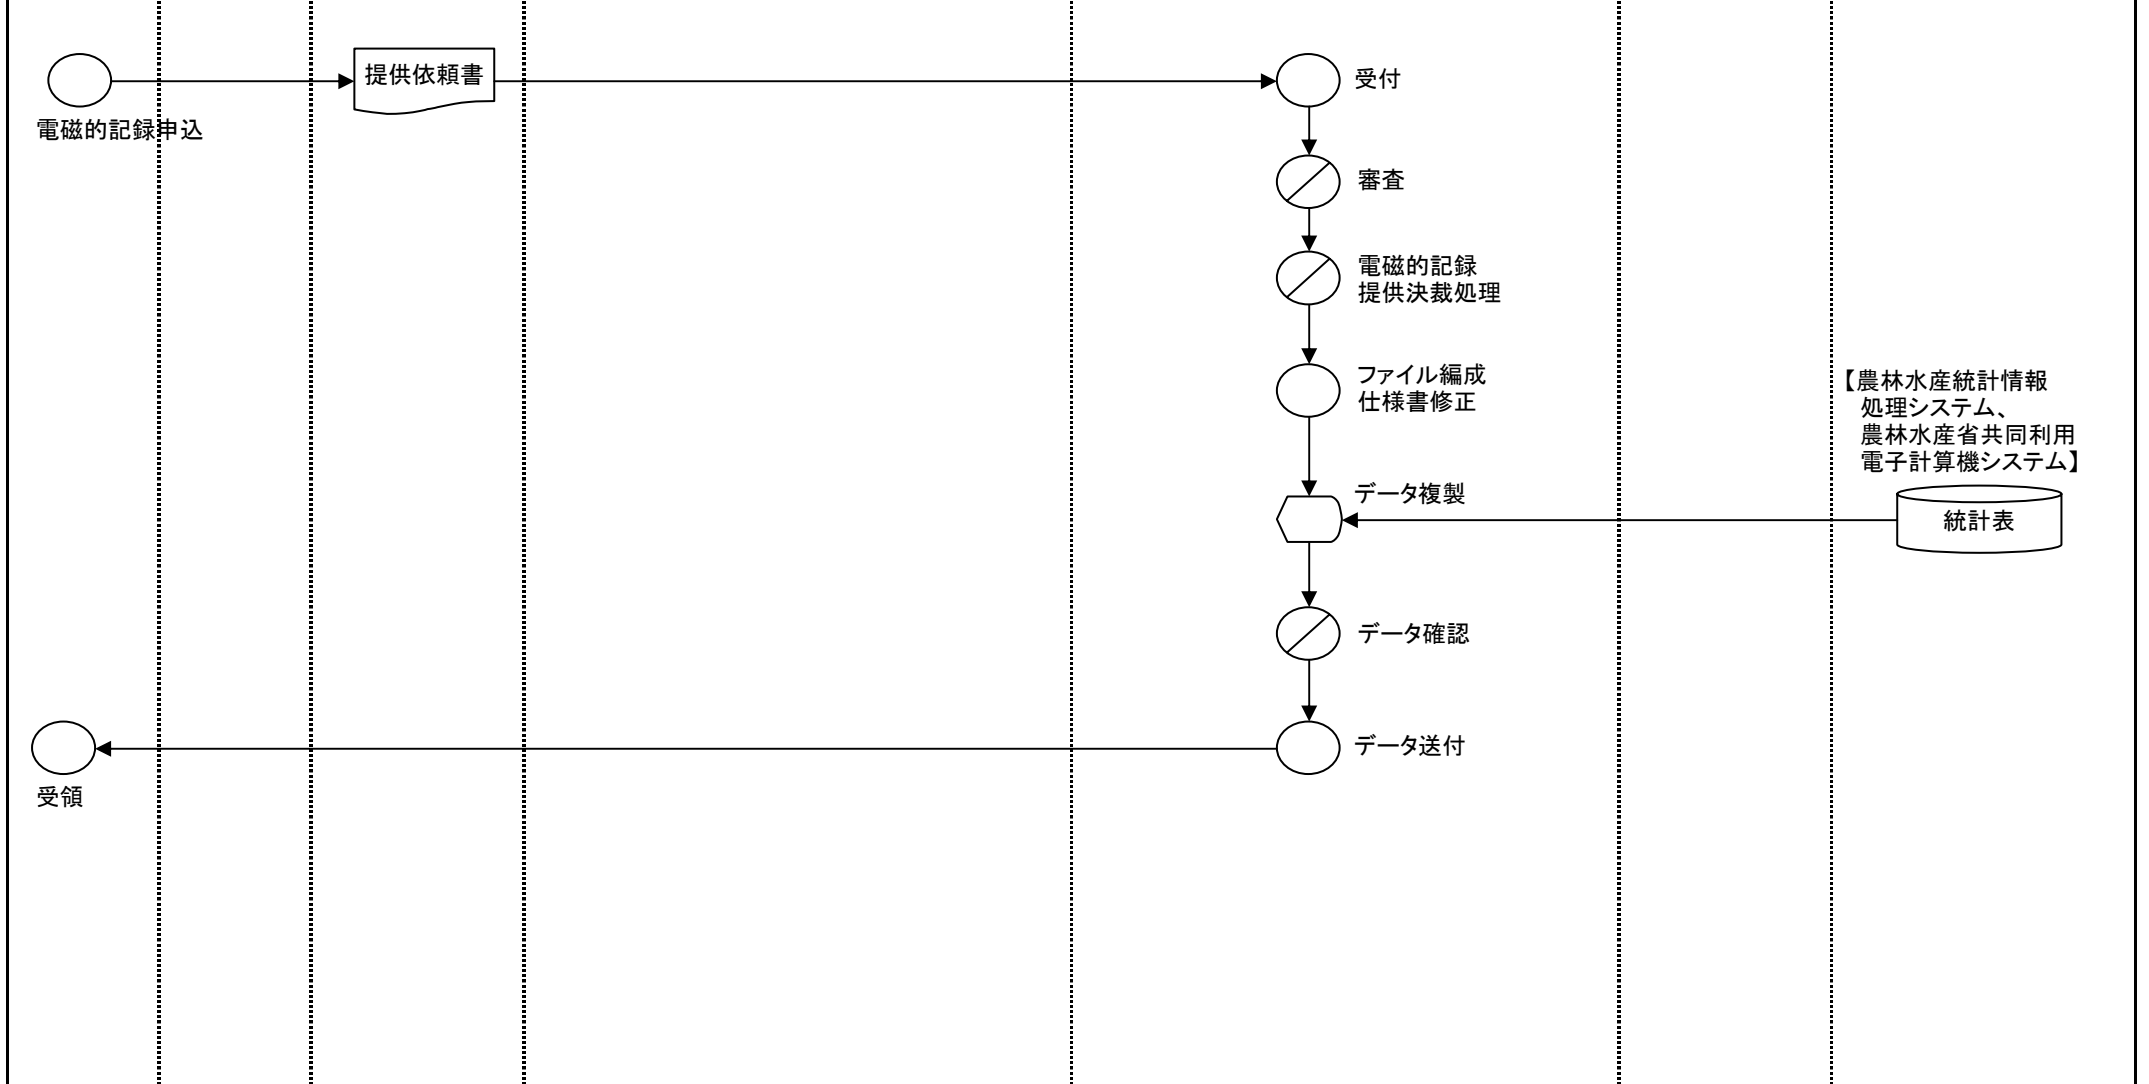 提供依頼書
受付
電磁的記録申込
審査
電磁的記録
提供決裁処理
ファイル編成
仕様書修正
【農林水産統計情報
処理システム、
農林水産省共同利用
電子計算機システム】
データ複製
統計表
データ確認
データ送付
受領